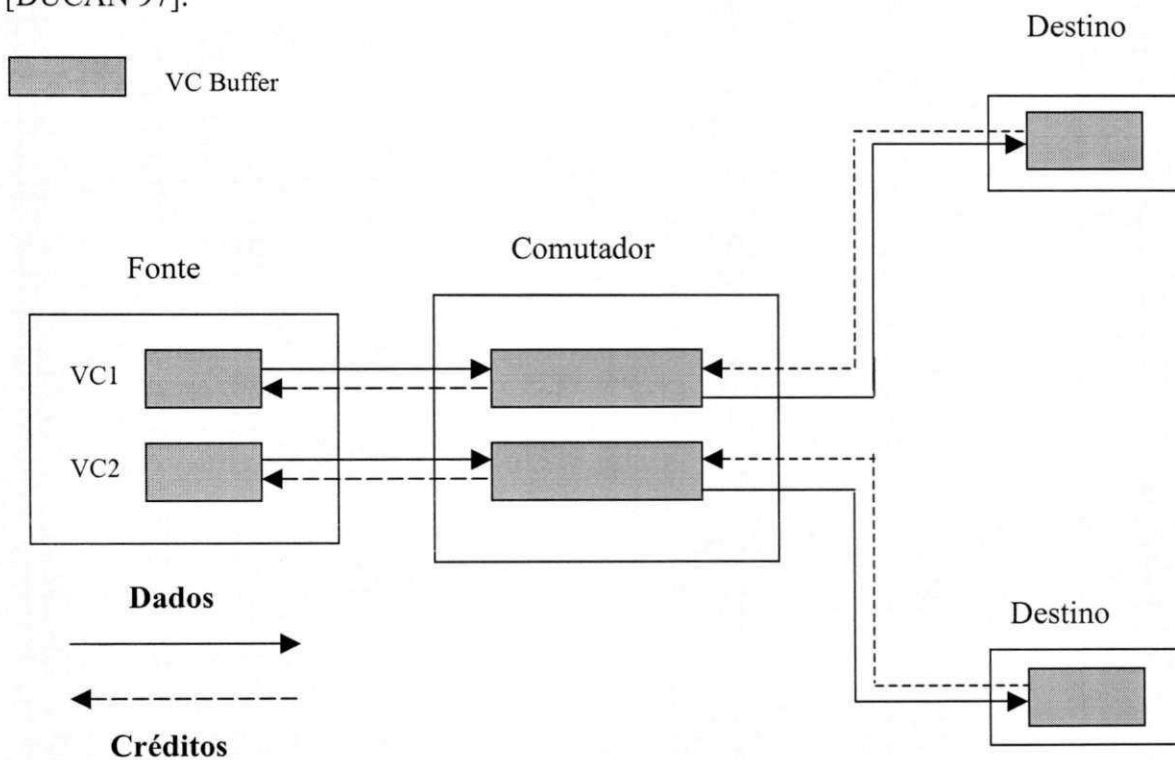 [DUCAN 97].
Destino
VC Buffer
Comutador
Fonte
VC1
VC2
Dados
Destino
Créditos